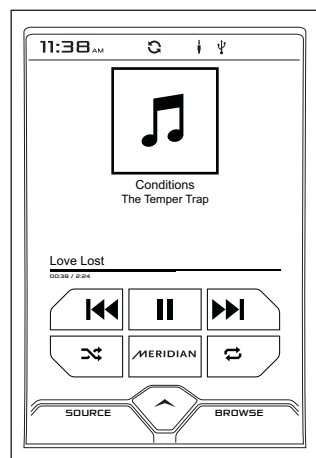 11:38 AM
Conditions
The Temper Trap
Love Lost
00:38 / 2:24
MERIDIAN
SOURCE
BROWSE